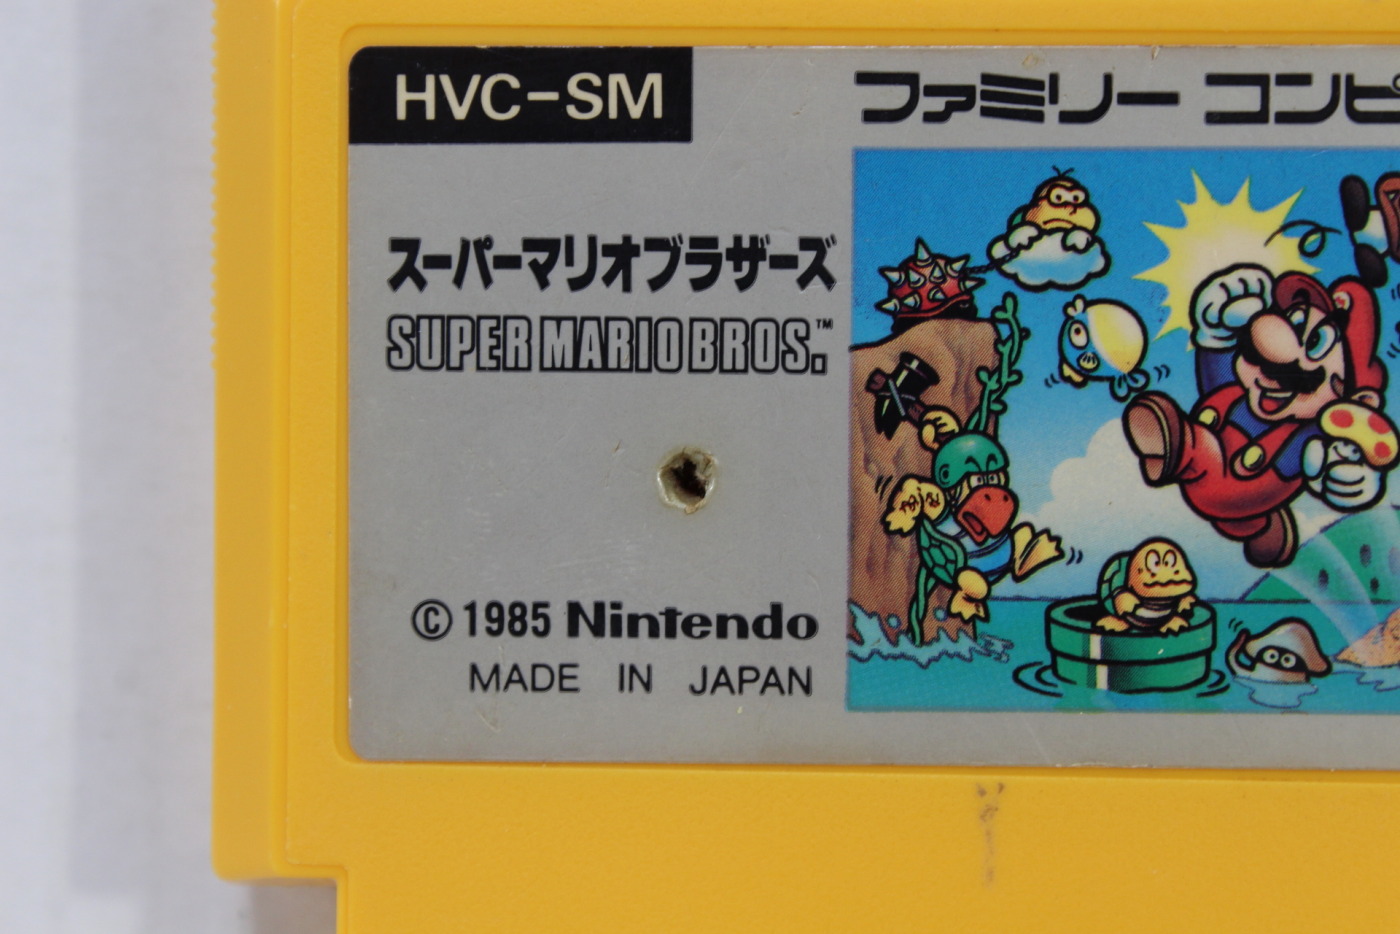 HVC-SM
ファミリー コンピ
スーパーマリオブラザーズ
SUPER MARIO BROS.™
© 1985 Nintendo
MADE IN JAPAN